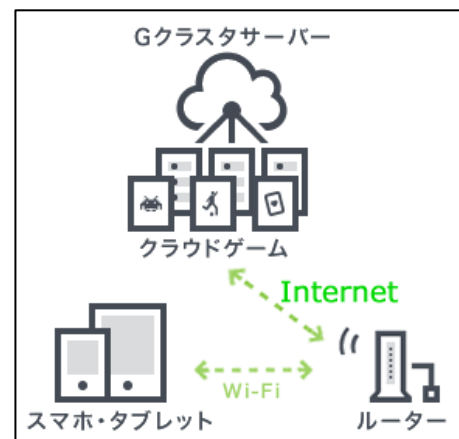 Gクラスタサーバー
クラウドゲーム
Internet
Wi-Fi
スマホ・タブレット
ルーター